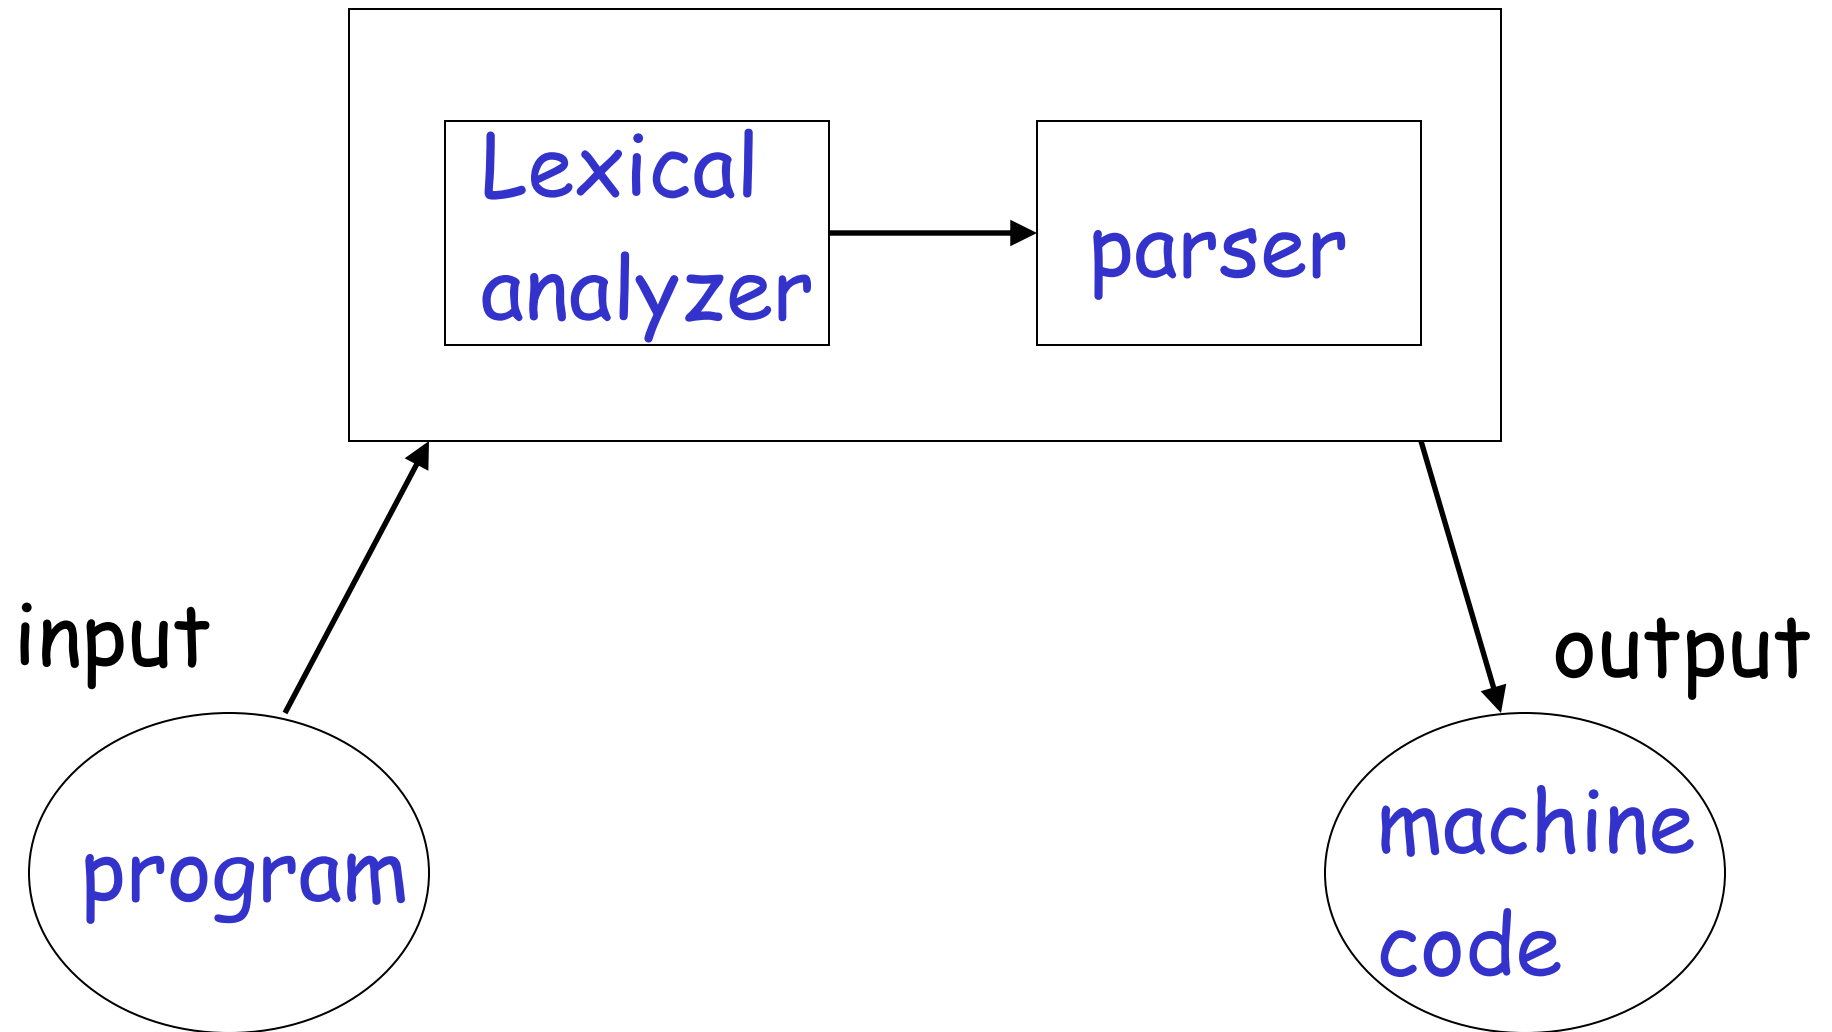 Lexical
analyzer
parser
input
output
program
machine
code